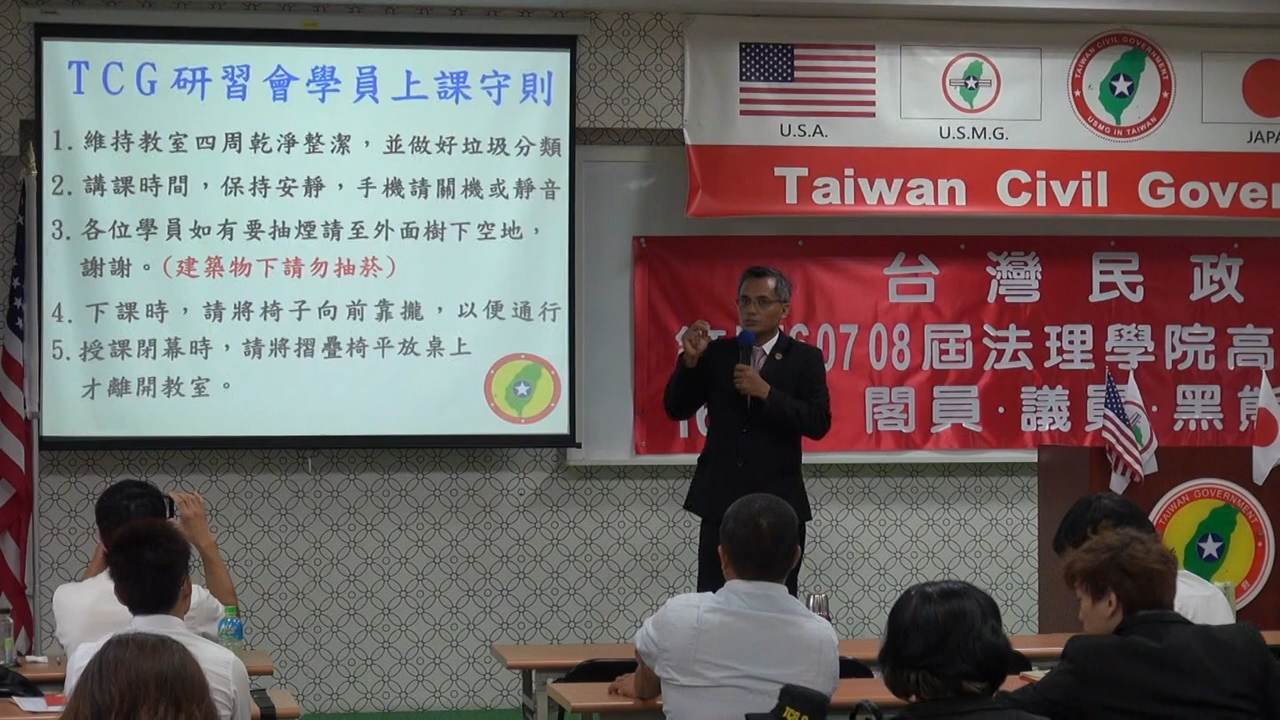 TCG研習會學員上課守則
1. 維持教室四周乾淨整潔，並做好垃圾分類
2. 講課時間，保持安靜，手機請關機或靜音
3. 各位學員如有要抽煙請至外面樹下空地，
謝謝。(建築物下請勿抽菸)
4. 下課時，請將椅子向前靠攏，以便通行
5. 授課閉幕時，請將摺疊椅平放桌上
才離開教室。
TAIWAN CIVIL GOVERNMENT
USMG IN TAIWAN
U.S.A.
U.S.M.G.
Taiwan Civil
台灣民政
07 08屆法理學院高
閣員·議員·黑
TAIWAN GOVERNMENT
TCG